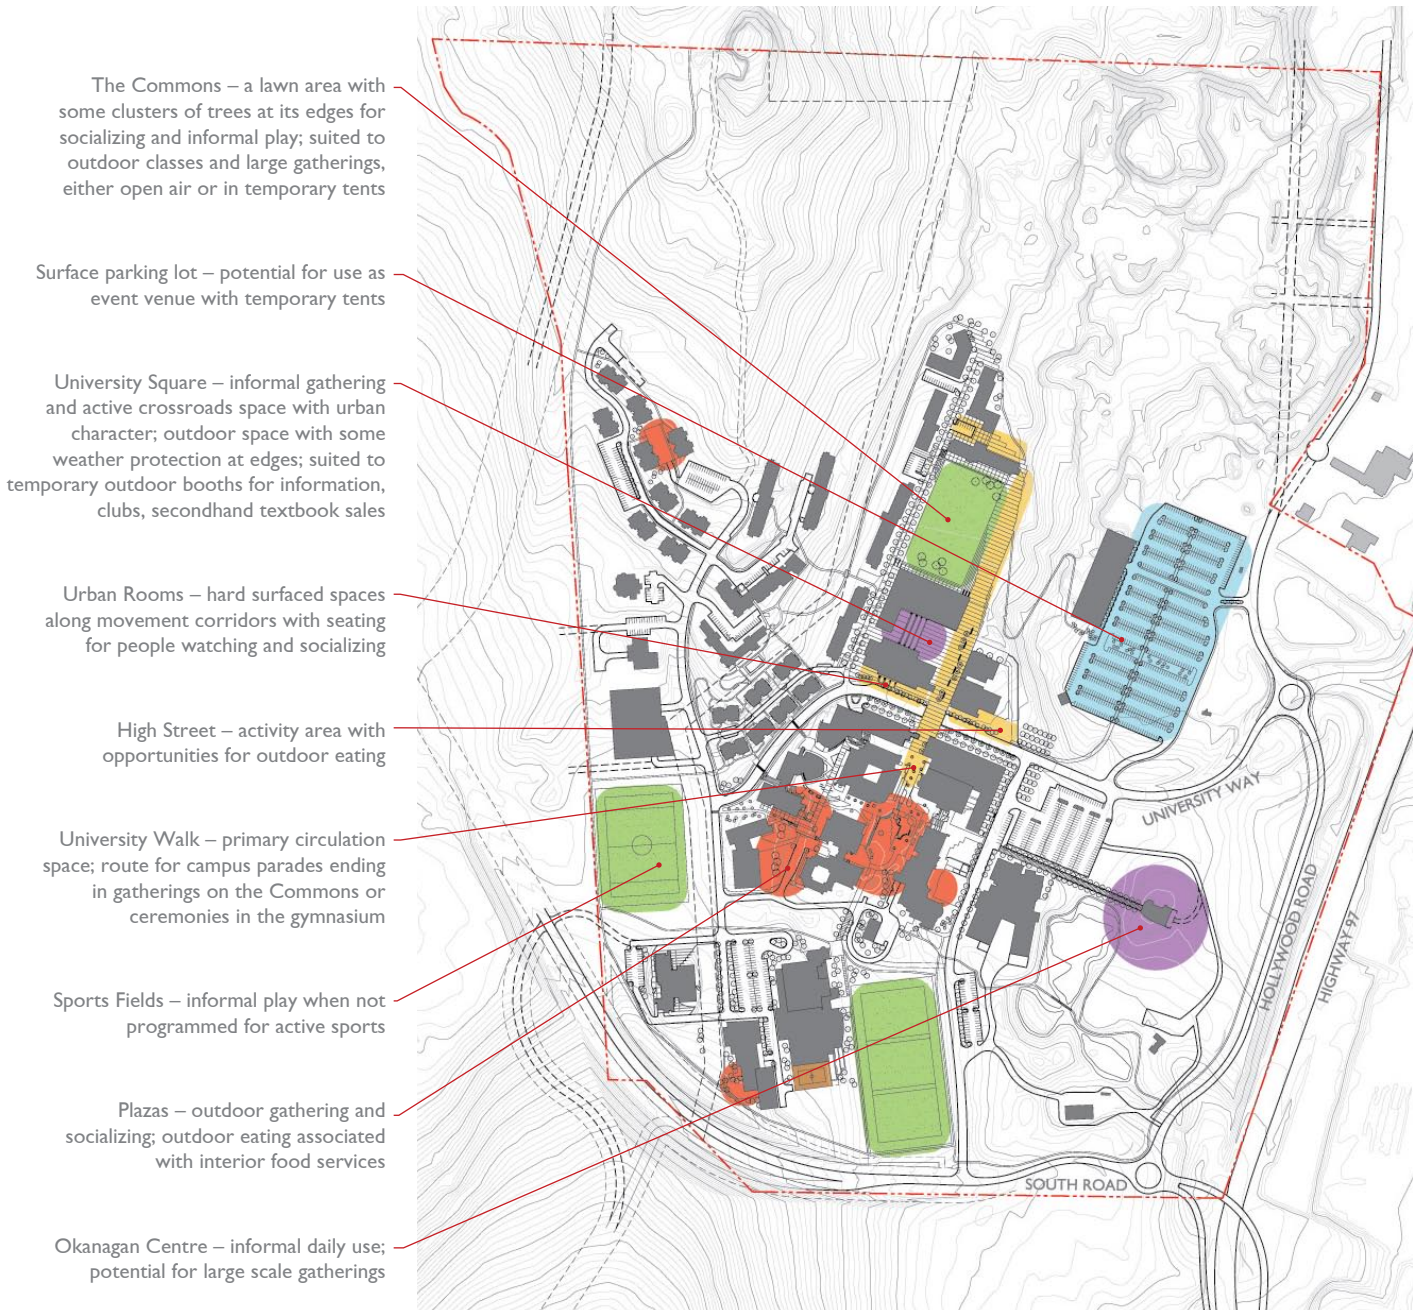 The Commons – a lawn area with
some clusters of trees at its edges for
socializing and informal play; suited to
outdoor classes and large gatherings,
either open air or in temporary tents
Surface parking lot – potential for use as
event venue with temporary tents
University Square – informal gathering
and active crossroads space with urban
character; outdoor space with some
weather protection at edges; suited to
temporary outdoor booths for information,
clubs, secondhand textbook sales
Urban Rooms – hard surfaced spaces
along movement corridors with seating
for people watching and socializing
High Street – activity area with
opportunities for outdoor eating
University Walk – primary circulation
space; route for campus parades ending
in gatherings on the Commons or
ceremonies in the gymnasium
Sports Fields – informal play when not
programmed for active sports
Plazas – outdoor gathering and
socializing; outdoor eating associated
with interior food services
Okanagan Centre – informal daily use;
potential for large scale gatherings
UNIVERSITY WAY
HOLLYWOOD ROAD
HIGHWAY 97
SOUTH ROAD